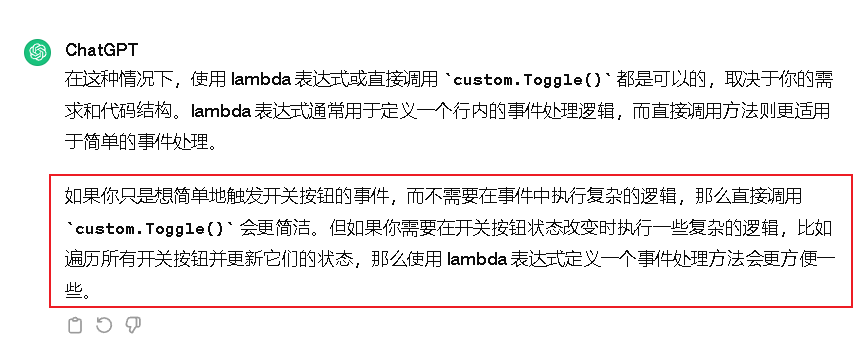 ChatGPT
在这种情况下，使用 lambda 表达式或直接调用 `custom.Toggle()` 都是可以的，取决于你的需
求和代码结构。lambda 表达式通常用于定义一个行内的事件处理逻辑，而直接调用方法则更适用
于简单的事件处理。
如果你只是想简单地触发开关按钮的事件，而不需要在事件中执行复杂的逻辑，那么直接调用
`custom.Toggle()` 会更简洁。但如果你需要在开关按钮状态改变时执行一些复杂的逻辑，比如
遍历所有开关按钮并更新它们的状态，那么使用 lambda 表达式定义一个事件处理方法会更方便一
些。